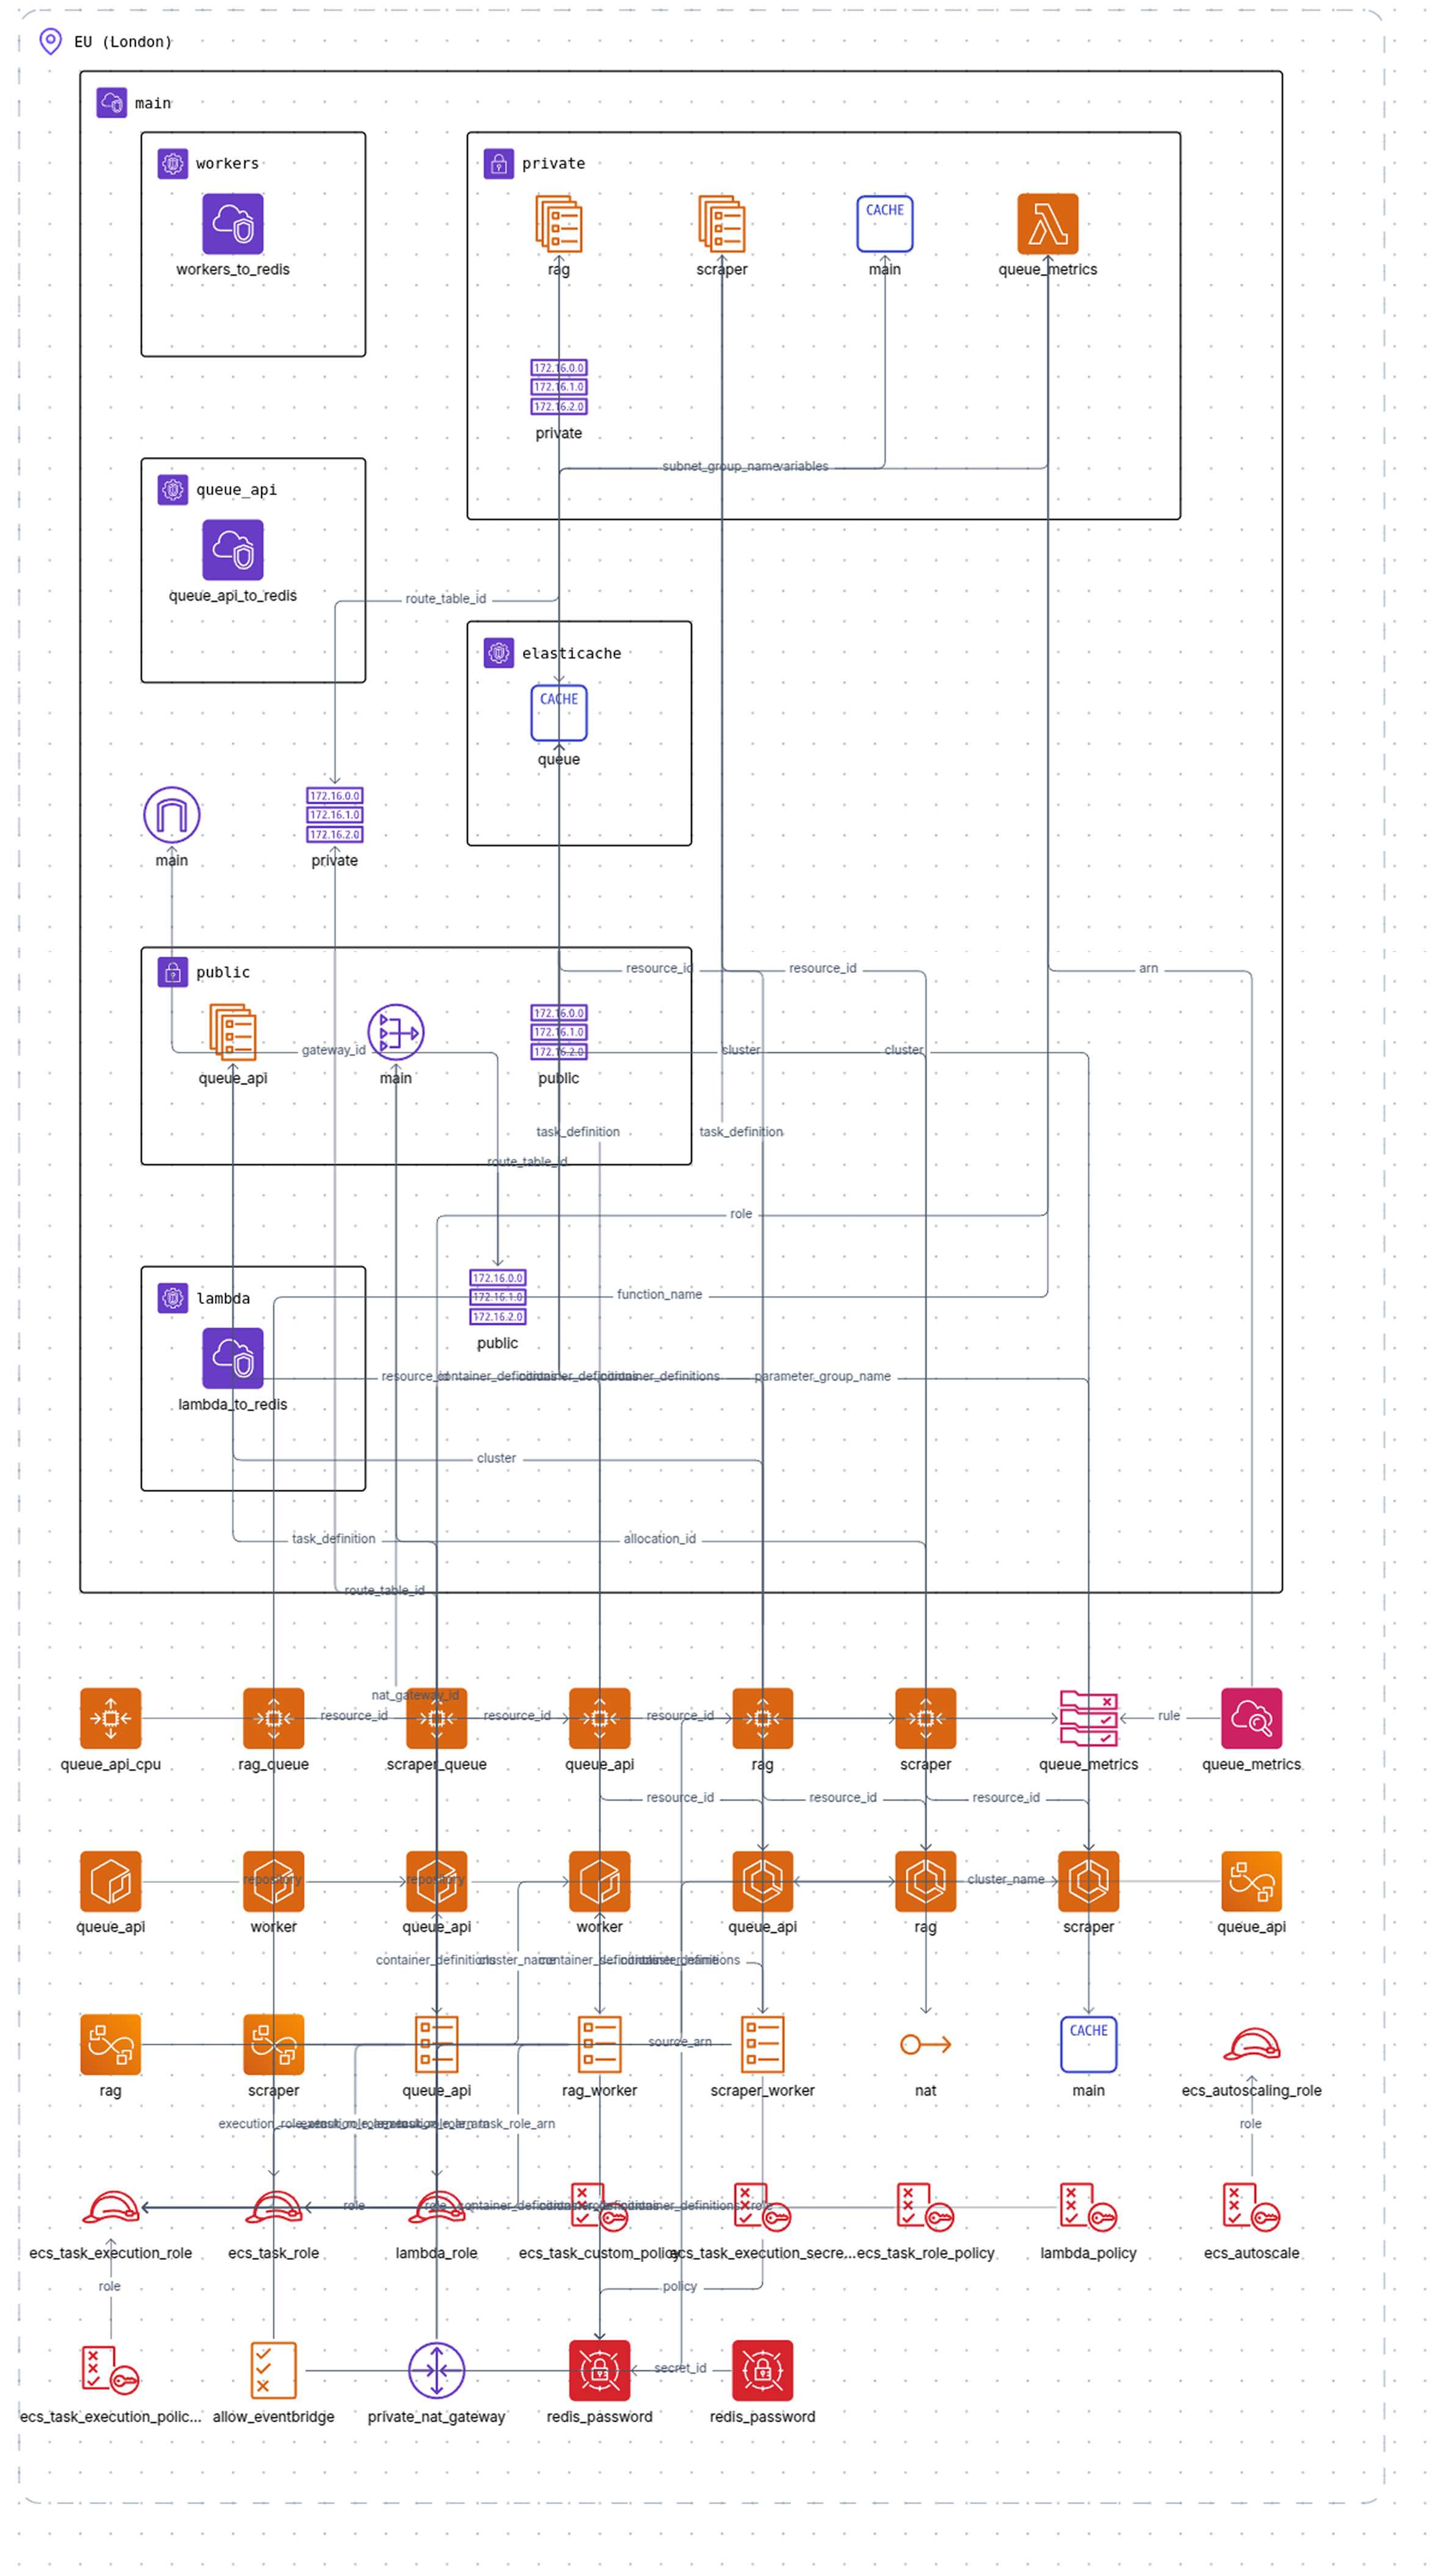 EU (London)
main
workers
private
workers_to_redis
rag
CACHE
scraper
main
queue_metrics
172.16.0.0
172.16.1.0
172.16.2.0
private
subnet_group_name
variables
queue_api
queue_api_to_redis
route_table_id
elasticache
CACHE
queue
172.16.0.0
172.16.1.0
172.16.2.0
main
private
public
resource_id
resource_id
arn
172.16.0.0
172.16.1.0
172.16.2.0
gateway_id
cluster
cluster
queue_api
main
public
task_definition
task_definition
route_table_id
role
lambda
172.16.0.0
172.16.1.0
172.16.2.0
function_name
public
resource_id
container_definitions
container_definitions
container_definitions
parameter_group_name
lambda_to_redis
cluster
task_definition
allocation_id
route_table_id
nat_gateway_id
resource_id
resource_id
resource_id
rule
queue_api_cpu
rag_queue
scraper_queue
queue_api
rag
scraper
queue_metrics
queue_metrics
resource_id
resource_id
resource_id
repository
repository
cluster_name
queue_api
worker
queue_api
worker
queue_api
rag
scraper
queue_api
container_definitions
cluster_name
container_definitions
CACHE
source_arn
rag
scraper
queue_api
rag_worker
scraper_worker
nat
main
ecs_autoscaling_role
execution_role_arn
task_role_arn
role
role
role
container_definitions
container_definitions
role
ecs_task_execution_role
ecs_task_role
lambda_role
ecs_task_custom_policy
ecs_task_execution_secre...
ecs_task_role_policy
lambda_policy
ecs_autoscale
role
policy
secret_id
ecs_task_execution_polic...
allow_eventbridge
private_nat_gateway
redis_password
redis_password